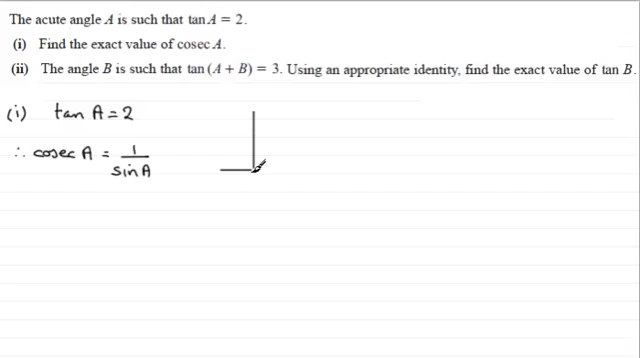 The acute angle A is such that tan A = 2.
(i) Find the exact value of cosec A.
(ii) The angle B is such that tan (A + B) = 3. Using an appropriate identity, find the exact value of tan B.
(i) tan A = 2
∴ cosec A = 1/sin A